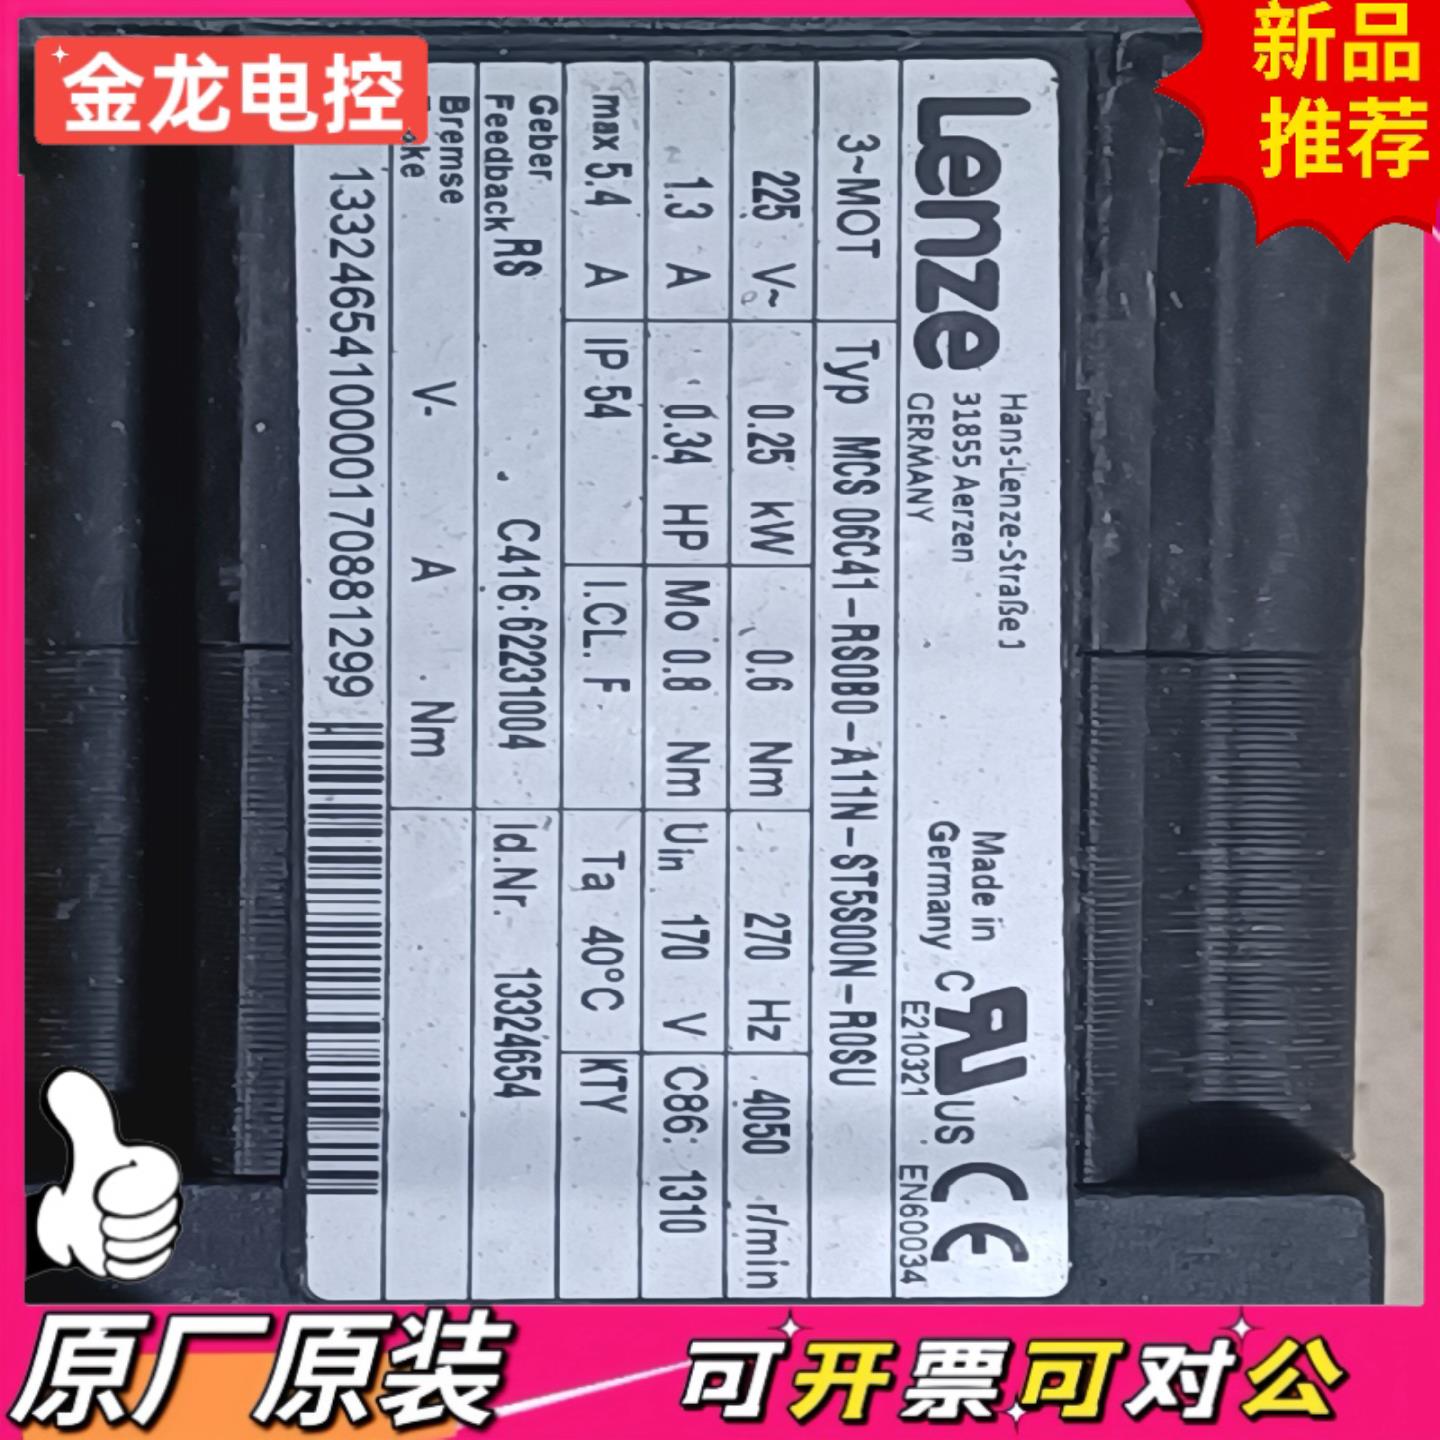 金龙电控
新品
推荐
Lenze
Hans-Lenze-Straße 1
31855 Aerzen
GERMANY
Made in
Germany
C US
E210321
CE
EN60034
3~MOT Typ MCS 06C41-RS0B0-A11N-ST5S00N-R0SU
225 V~ 0.25 kW 0.6 Nm 270 Hz 4050 r/min
1.3 A 0.34 HP Mo 0.8 Nm Uin 170 V C86: 1310
max 5.4 A IP 54 I.CL. F Ta 40°C KTY
Geber
Feedback RS C416:62231004 Id.Nr. 13324654
Bremse
V- A Nm
133246541000017088129​9
原厂原装
可开票可对公